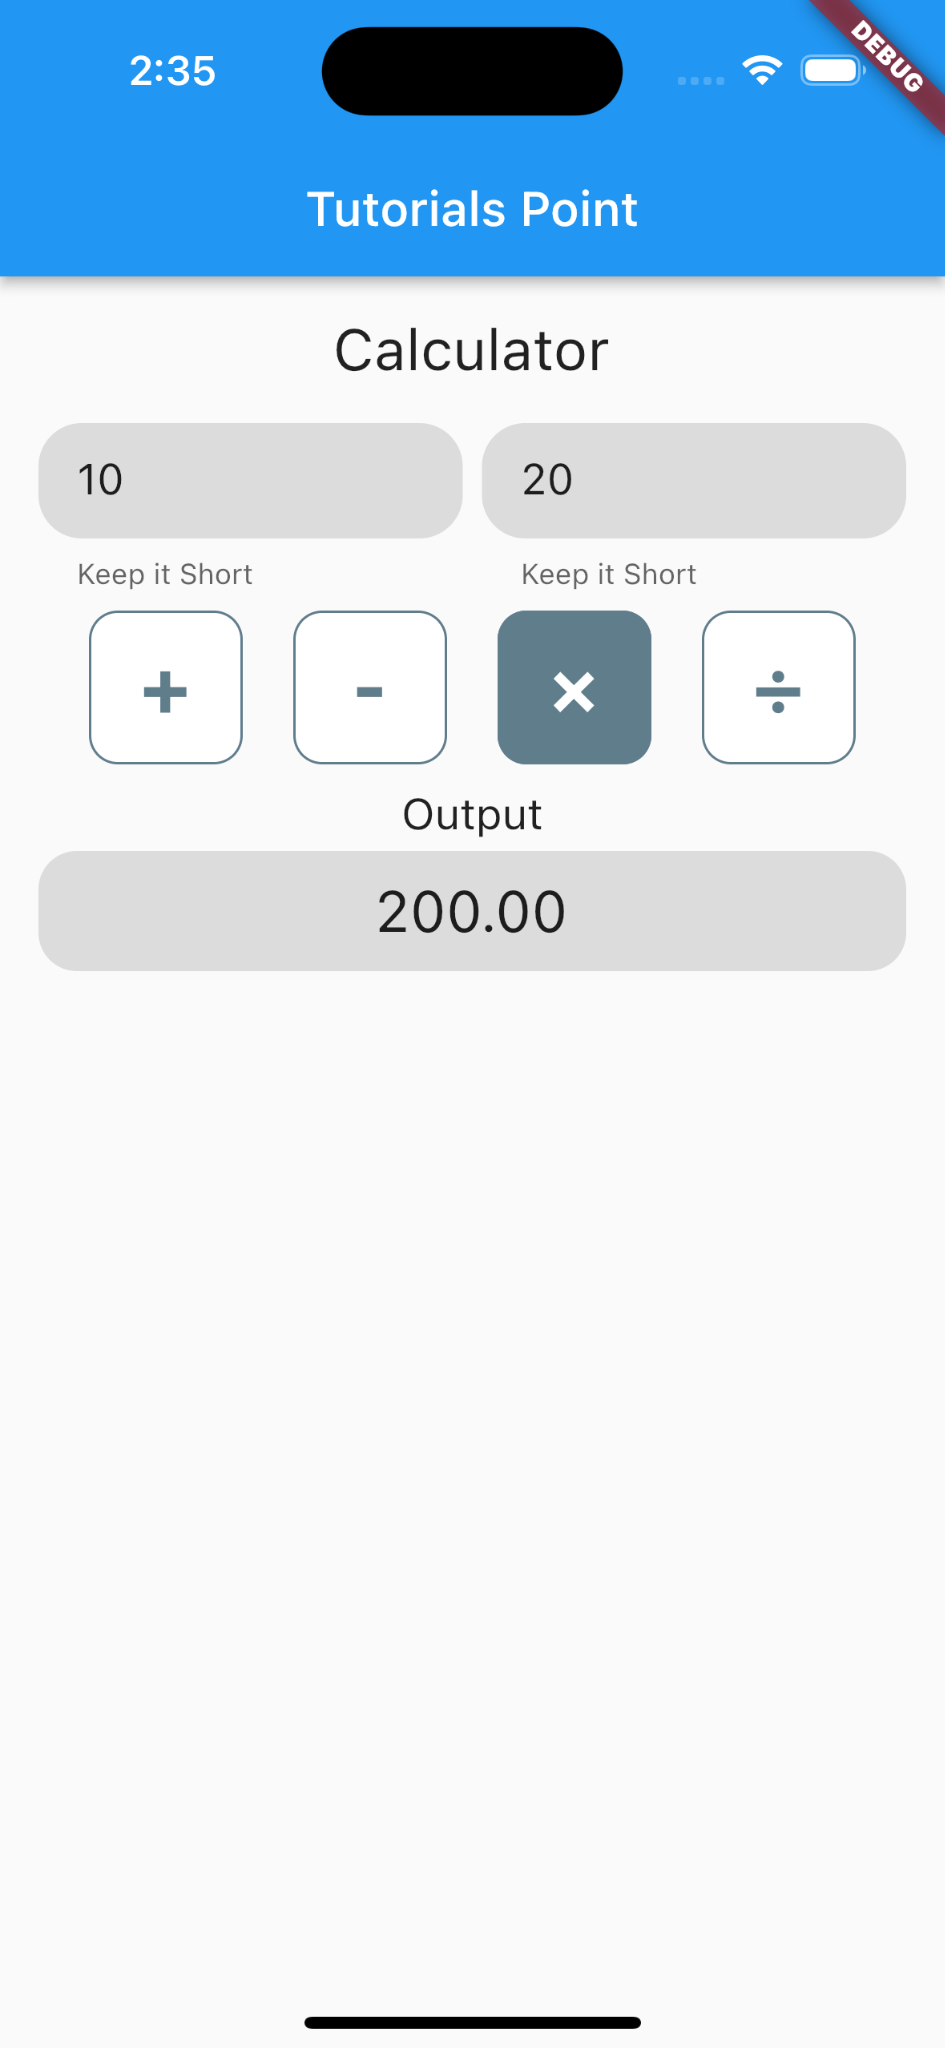 2:35
DEBUG
Tutorials Point
Calculator
10 20
Keep it Short Keep it Short
+ - × ÷
Output
200.00